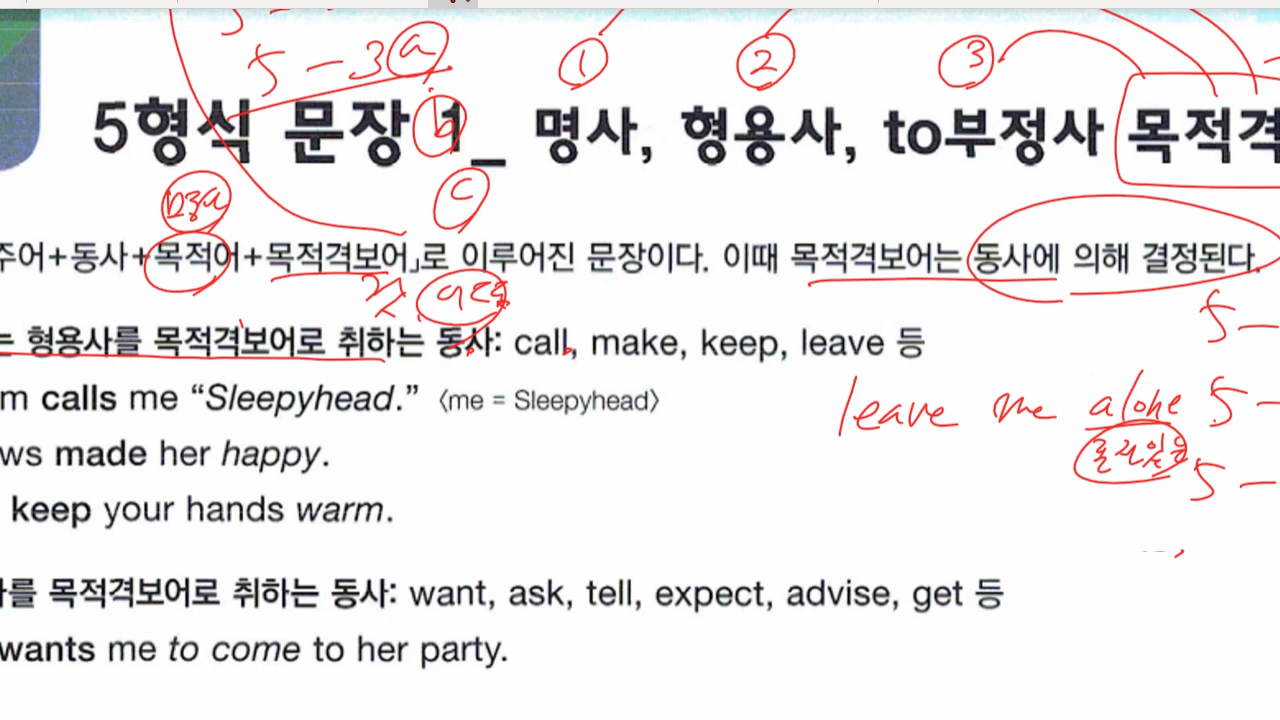 5 - 3 a
① ② ③
5형식 문장 1_ 명사, 형용사, to부정사 목적격
b
c
주어+동사+목적어+목적격보어」로 이루어진 문장이다. 이때 목적격보어는 동사에 의해 결정된다.
5 -
는 형용사를 목적격보어로 취하는 동사: call, make, keep, leave 등
m calls me “Sleepyhead.” 〈me = Sleepyhead〉
leave me alone 5 -
ws made her happy.
5 -
keep your hands warm.
를 목적격보어로 취하는 동사: want, ask, tell, expect, advise, get 등
wants me to come to her party.